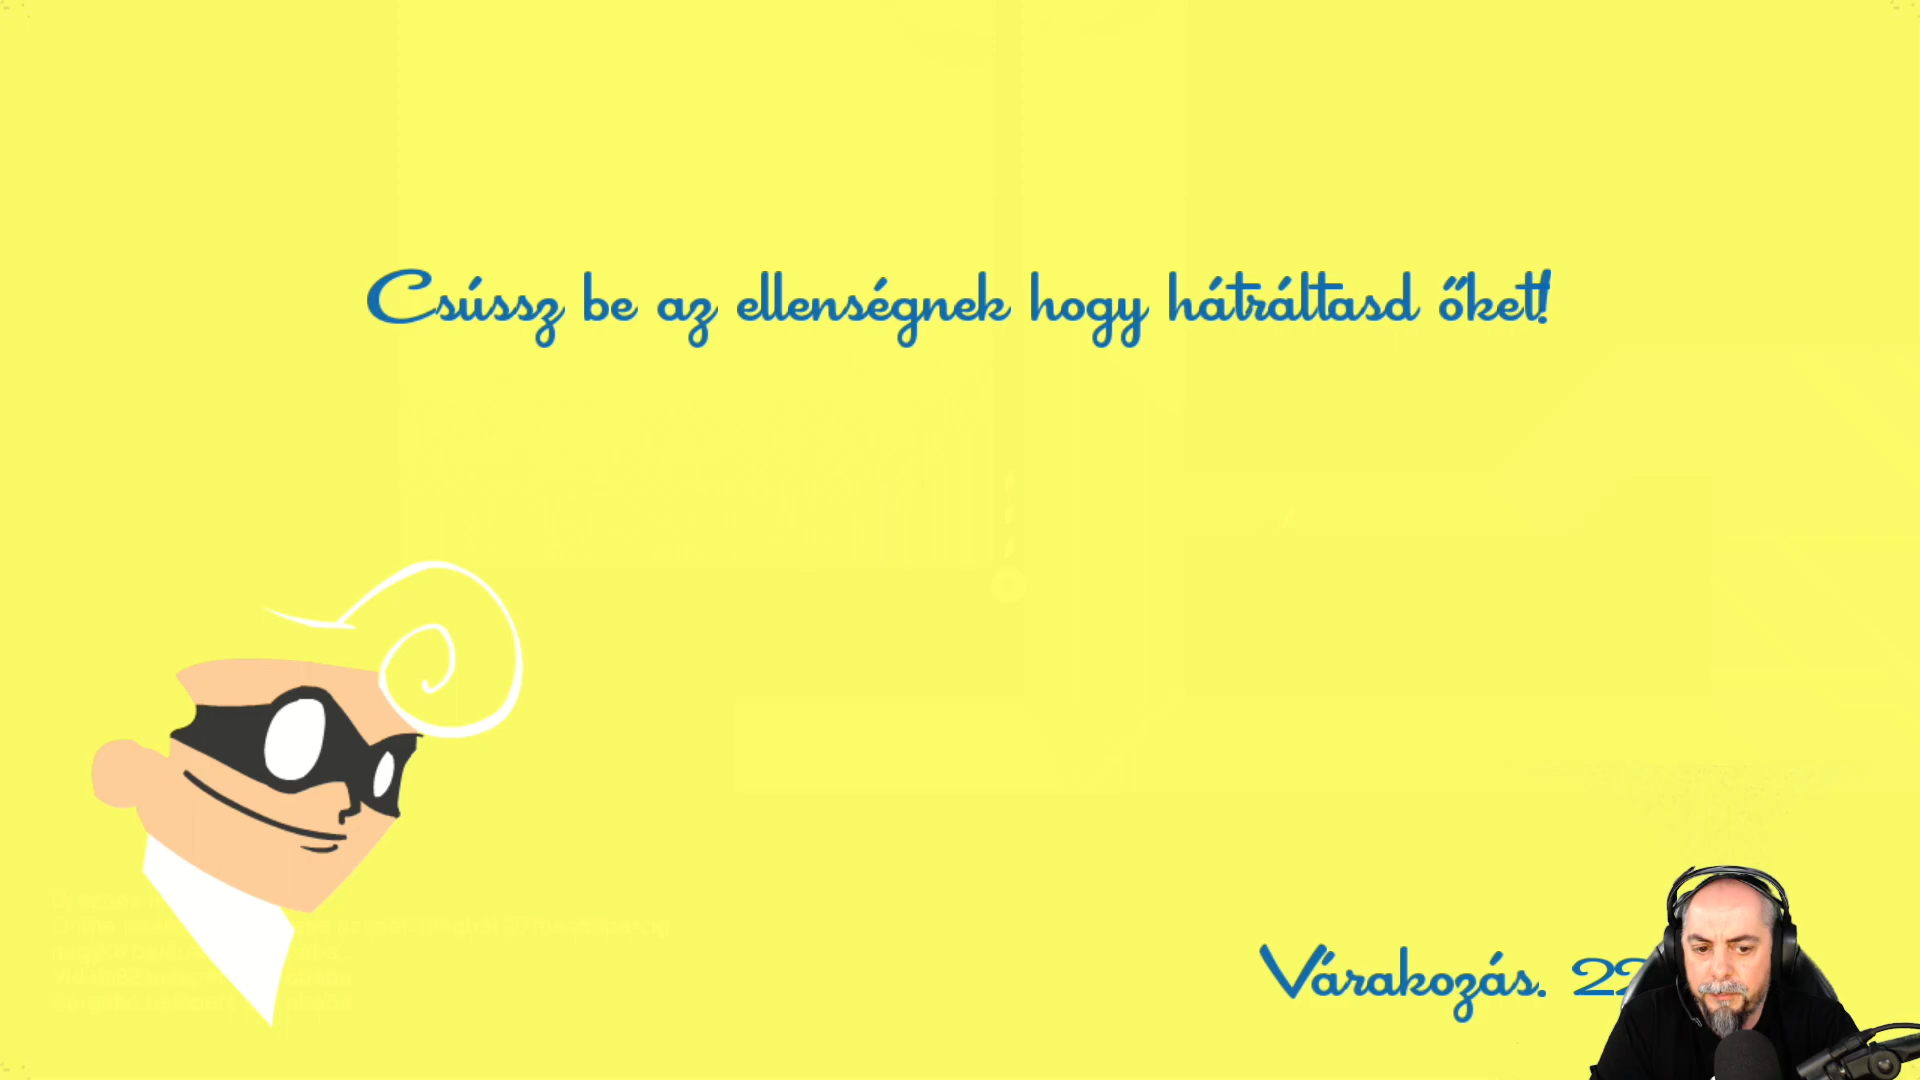 Csússz be az ellenségnek hogy hátráltasd őket!
Várakozás. 22